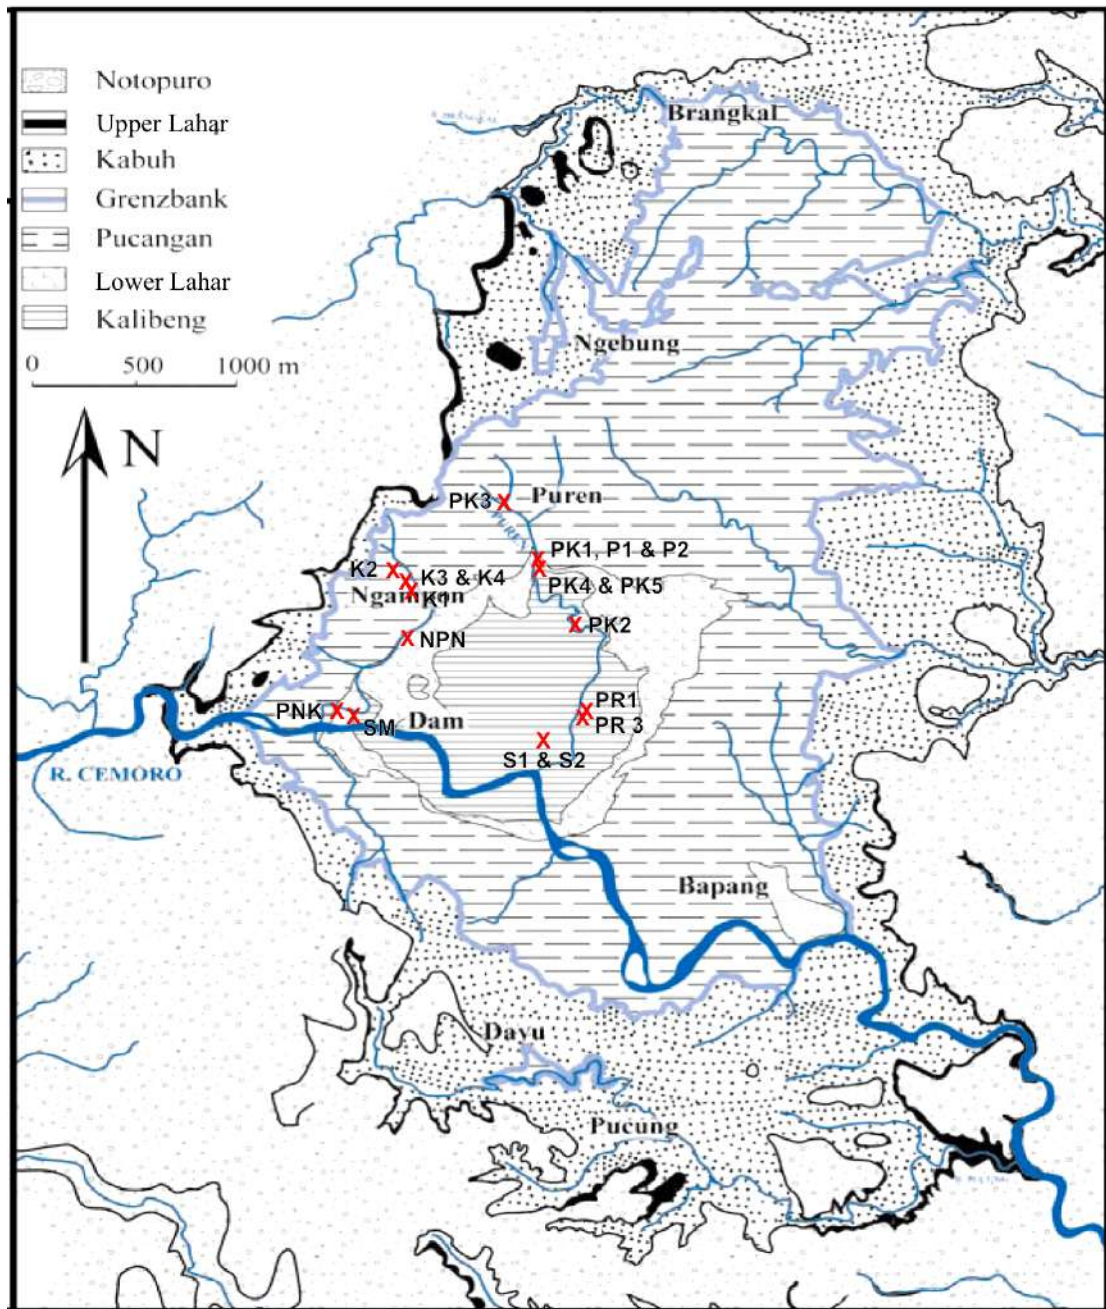 Brangkal
Notopuro
Upper Lahar
Kabuh
Grenzbank
Pucangan
Lower Lahar
Kalibeng
0 500 1000 m
N
Ngebung
PK3
Puren
PUREN
PK1, P1 & P2
PK4 & PK5
K2
K3 & K4
Ngampon
K1
PK2
NPN
PR1
PR 3
PNK
SM
Dam
S1 & S2
R. CEMORO
Bapang
Dayu
Pucung